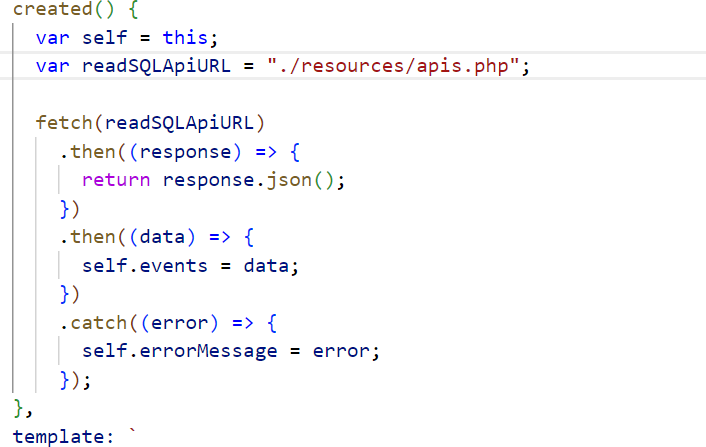 created() {
var self = this;
var readSQLApiURL = "./resources/apis.php";
fetch(readSQLApiURL)
.then((response) => {
return response.json();
})
.then((data) => {
self.events = data;
})
.catch((error) => {
self.errorMessage = error;
});
},
template: `